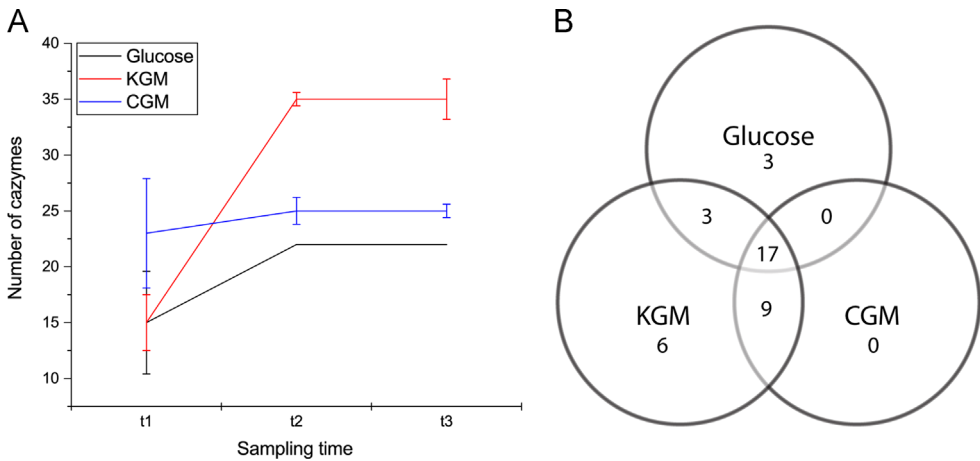 A
B
40
35
30
25
20
15
10
Number of cazymes
Glucose
KGM
CGM
t1
t2
t3
Sampling time
Glucose
3
3
0
17
9
KGM
6
CGM
0